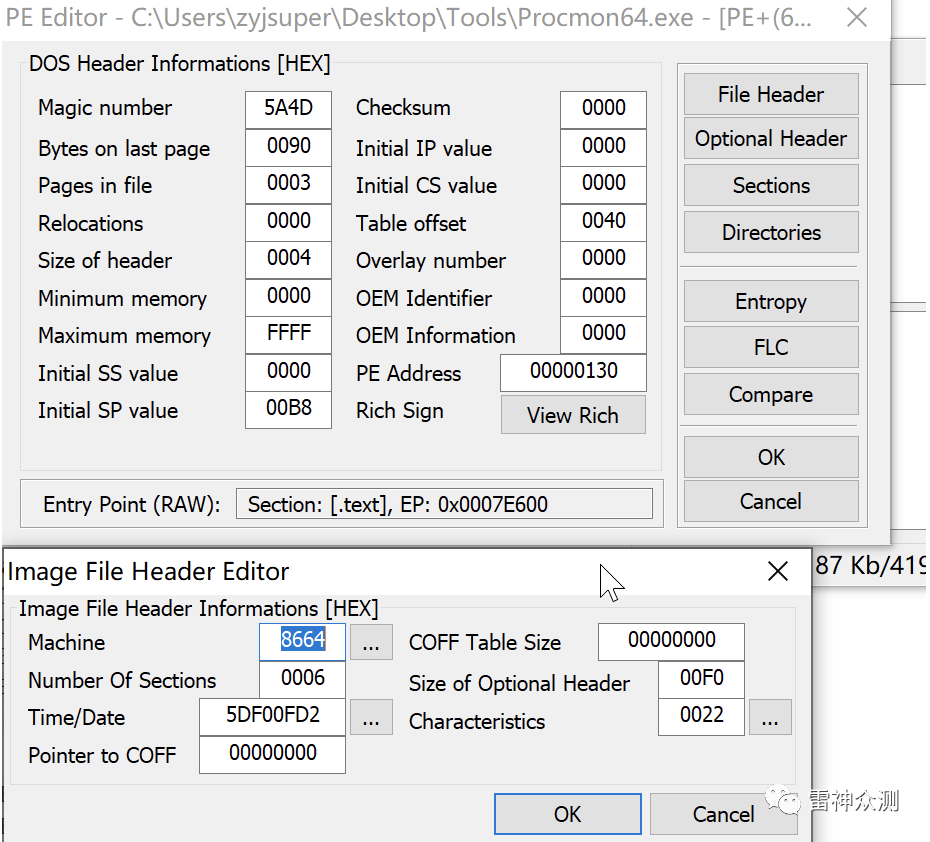 PE Editor - C:\Users\zyjsuper\Desktop\Tools\Procmon64.exe - [PE+(6...
DOS Header Informations [HEX]
Magic number 5A4D
Bytes on last page 0090
Pages in file 0003
Relocations 0000
Size of header 0004
Minimum memory 0000
Maximum memory FFFF
Initial SS value 0000
Initial SP value 00B8
Checksum 0000
Initial IP value 0000
Initial CS value 0000
Table offset 0040
Overlay number 0000
OEM Identifier 0000
OEM Information 0000
PE Address 00000130
Rich Sign View Rich
File Header
Optional Header
Sections
Directories
Entropy
FLC
Compare
OK
Cancel
Entry Point (RAW): Section: [.text], EP: 0x0007E600
87 Kb/419
Image File Header Editor
Image File Header Informations [HEX]
Machine 8664 ...
Number Of Sections 0006
Time/Date 5DF00FD2 ...
Pointer to COFF 00000000
COFF Table Size 00000000
Size of Optional Header 00F0
Characteristics 0022 ...
OK Cancel
雷神众测